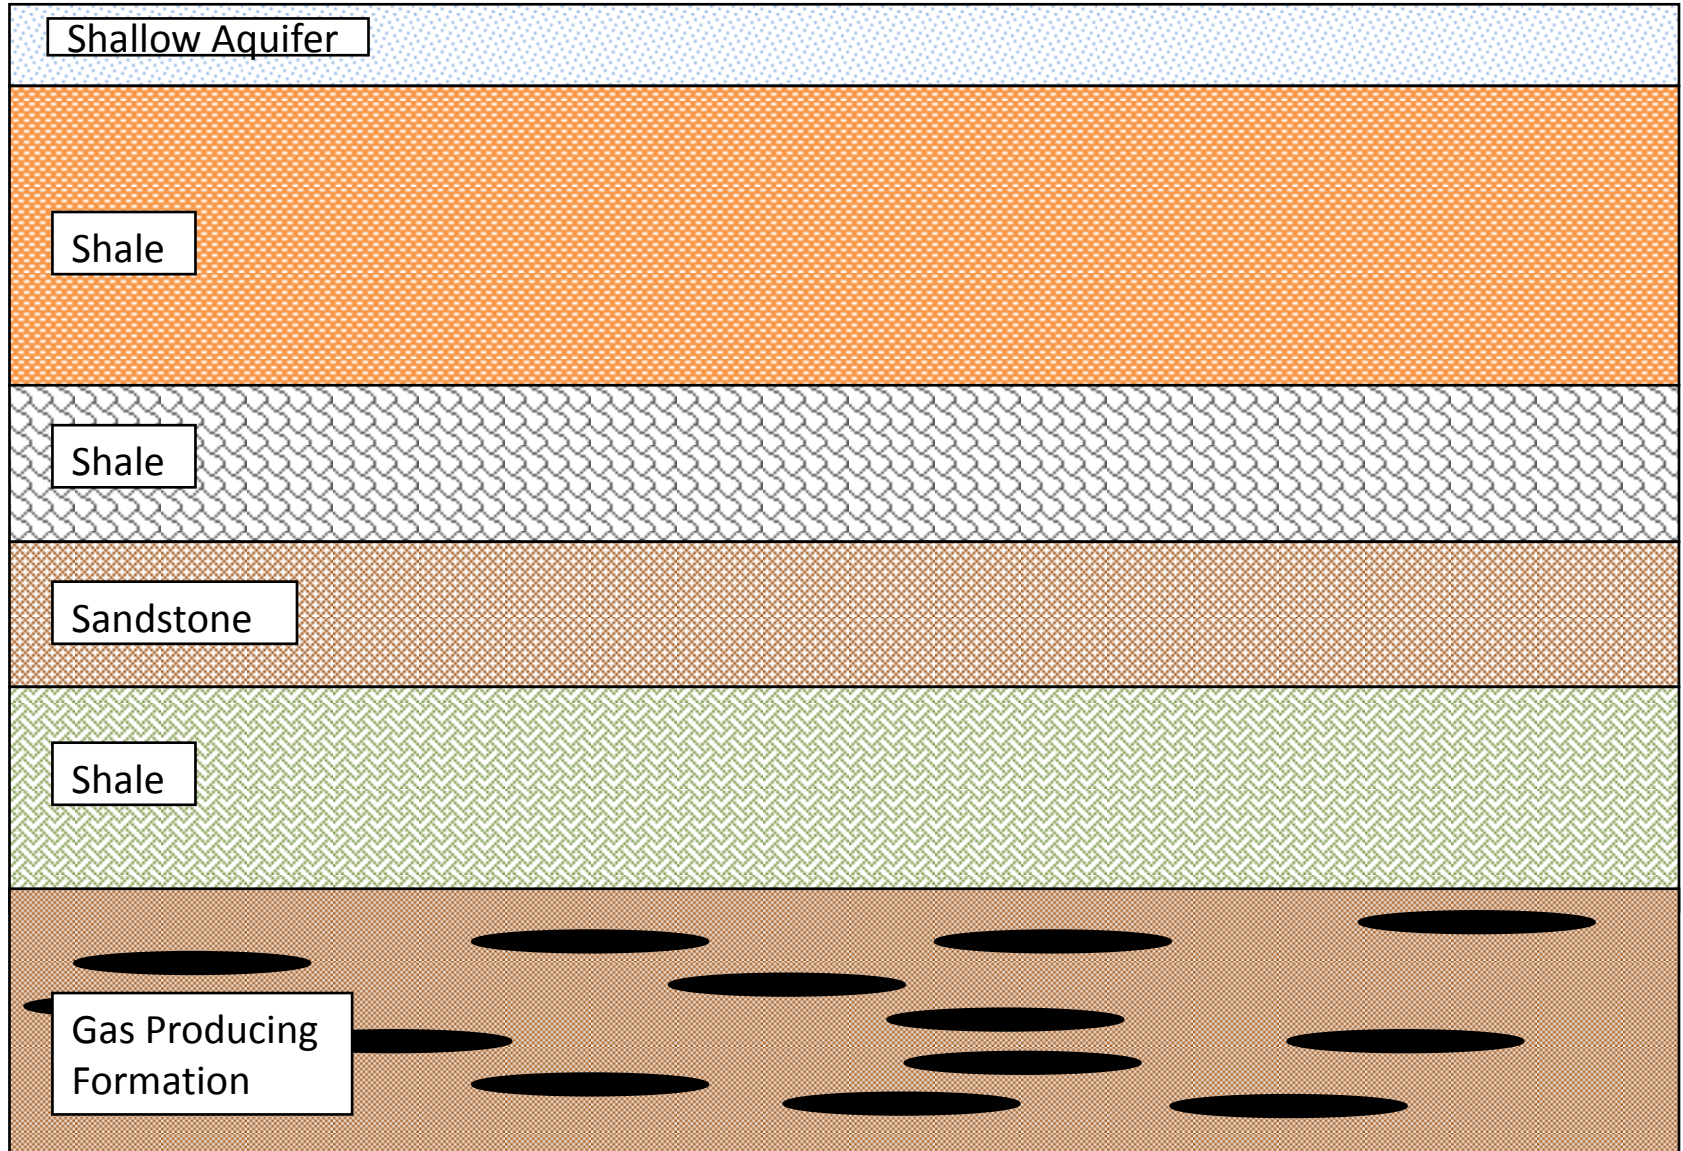 Shallow Aquifer
Shale
Shale
Sandstone
Shale
Gas Producing
Formation